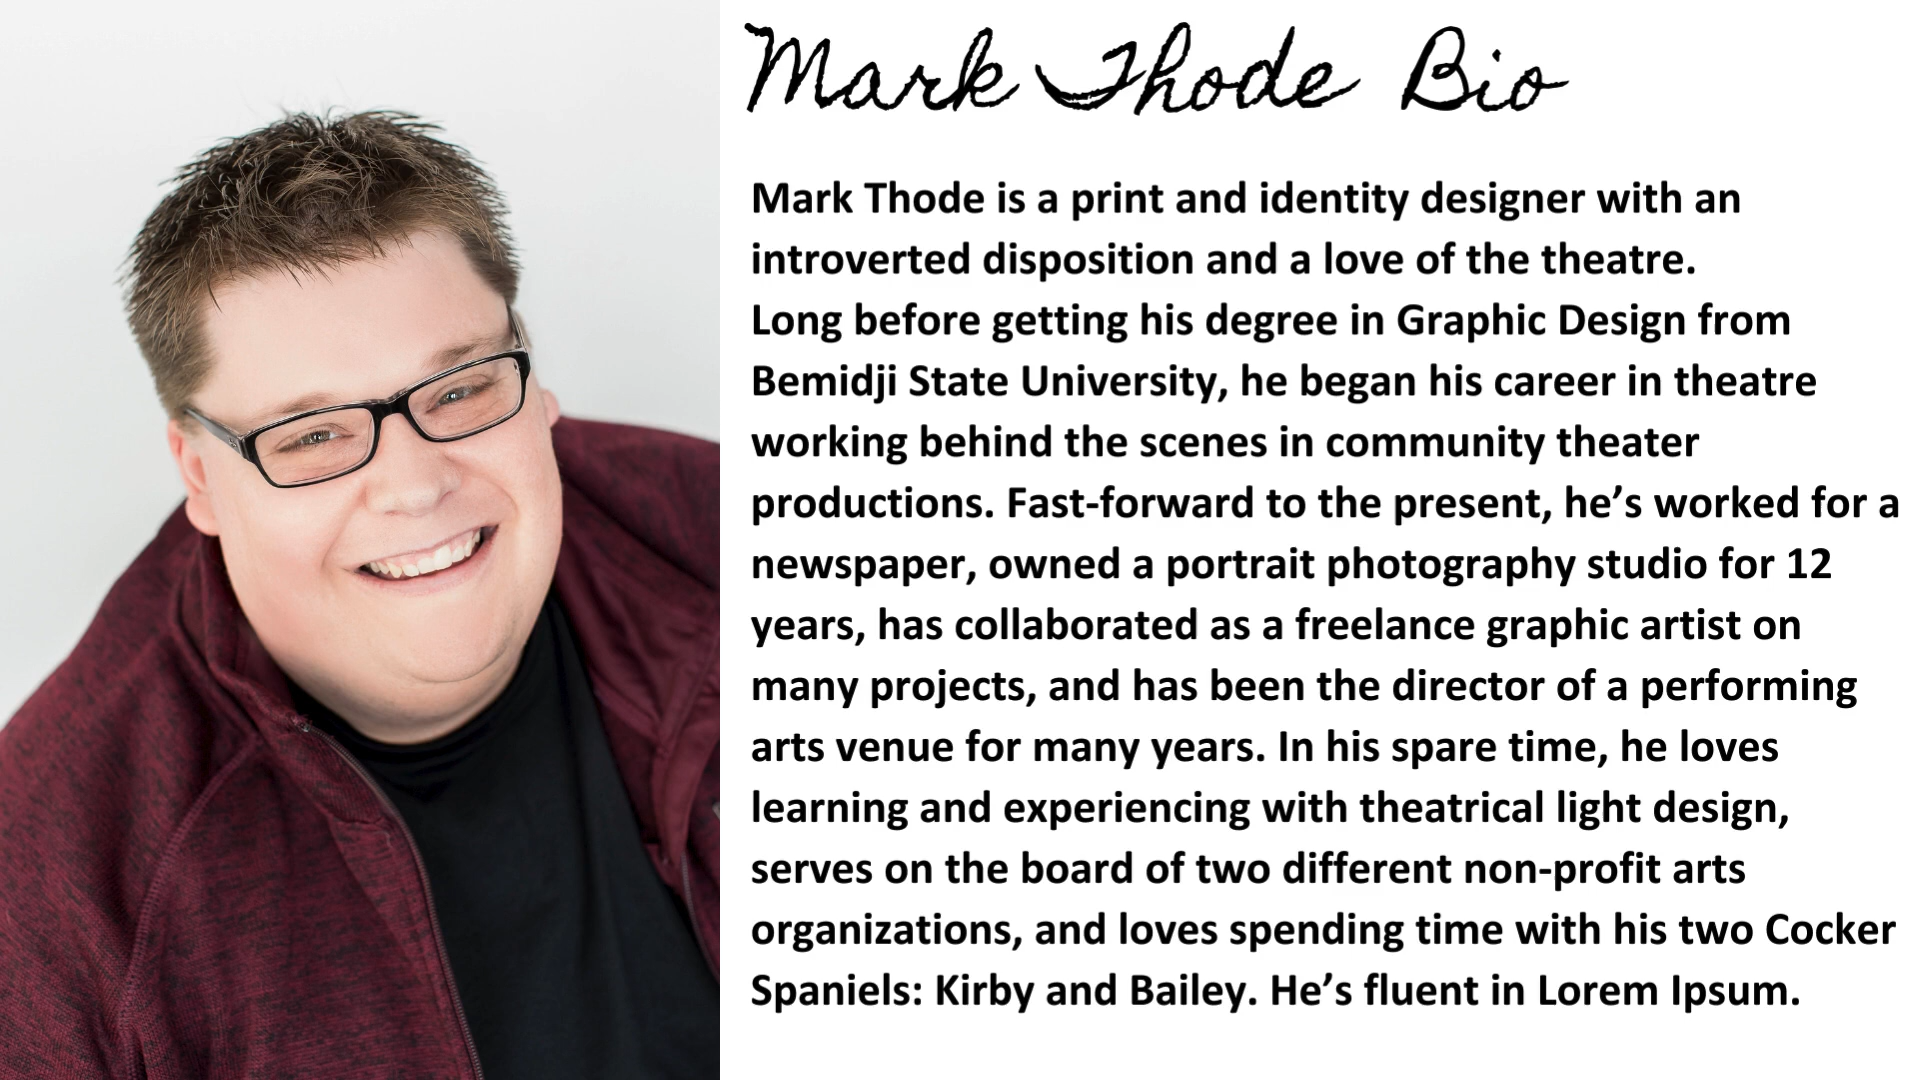 Mark Thode Bio
Mark Thode is a print and identity designer with an
introverted disposition and a love of the theatre.
Long before getting his degree in Graphic Design from
Bemidji State University, he began his career in theatre
working behind the scenes in community theater
productions. Fast-forward to the present, he’s worked for a
newspaper, owned a portrait photography studio for 12
years, has collaborated as a freelance graphic artist on
many projects, and has been the director of a performing
arts venue for many years. In his spare time, he loves
learning and experiencing with theatrical light design,
serves on the board of two different non-profit arts
organizations, and loves spending time with his two Cocker
Spaniels: Kirby and Bailey. He’s fluent in Lorem Ipsum.